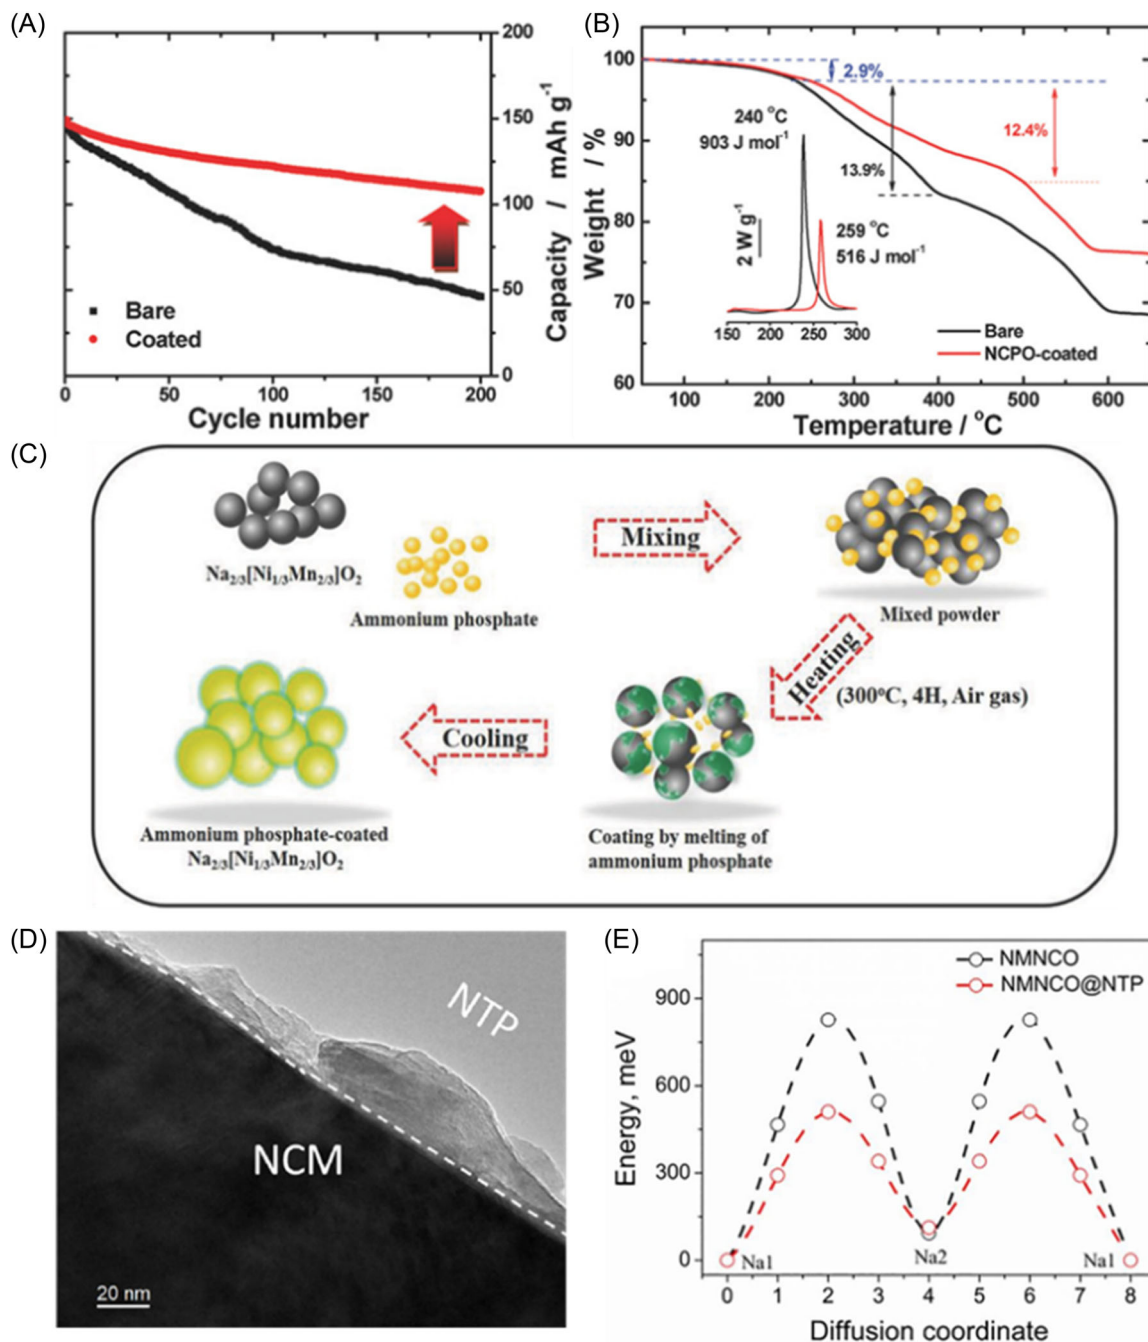 (A)
200
150
100
50
0
Capacity / mAh g⁻¹
Bare
Coated
0 50 100 150 200
Cycle number
(B)
100
90
80
70
60
Weight / %
2.9%
240 °C
903 J mol⁻¹
13.9%
12.4%
2 W g⁻¹
259 °C
516 J mol⁻¹
150 200 250 300
Bare
NCPO-coated
100 200 300 400 500 600
Temperature / °C
(C)
Na2/3[Ni1/3Mn2/3]O2
Ammonium phosphate
Mixing
Mixed powder
Heating
(300°C, 4H, Air gas)
Coating by melting of
ammonium phosphate
Cooling
Ammonium phosphate-coated
Na2/3[Ni1/3Mn2/3]O2
(D)
NTP
NCM
20 nm
(E)
NMNCO
NMNCO@NTP
900
600
300
0
Energy, meV
Na1
Na2
Na1
0 1 2 3 4 5 6 7 8
Diffusion coordinate